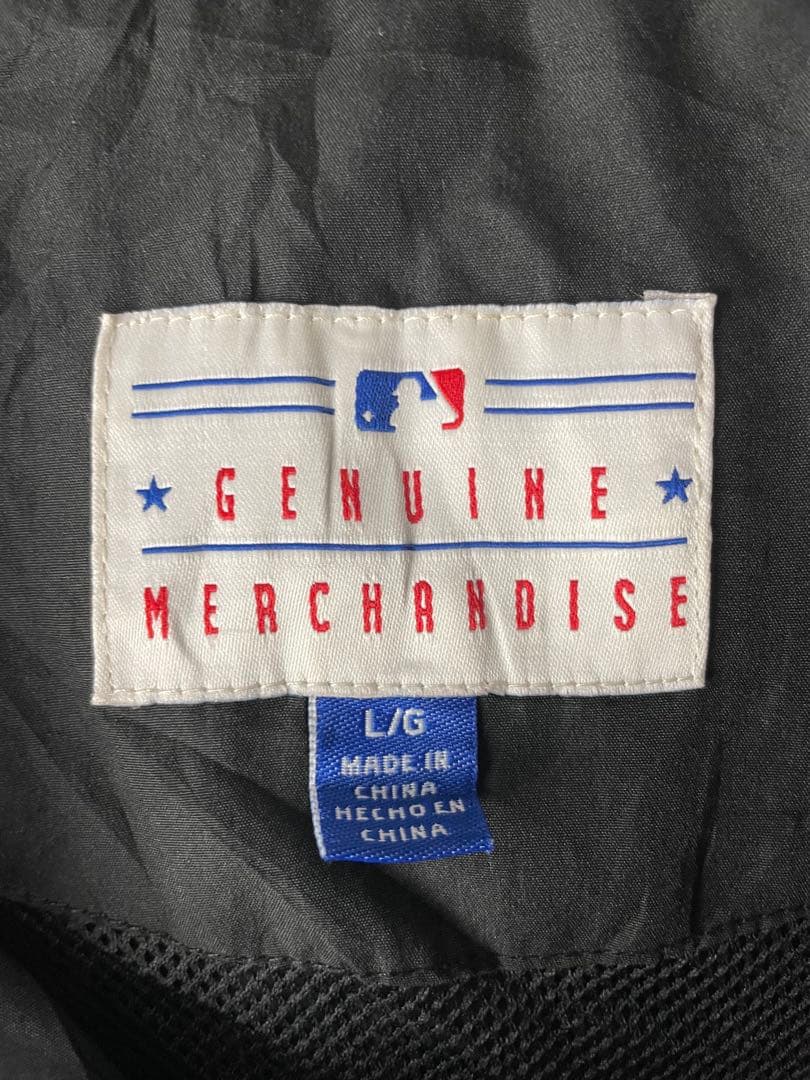 GENUINE
MERCHANDISE
L/G
MADE IN
CHINA
HECHO EN
CHINA